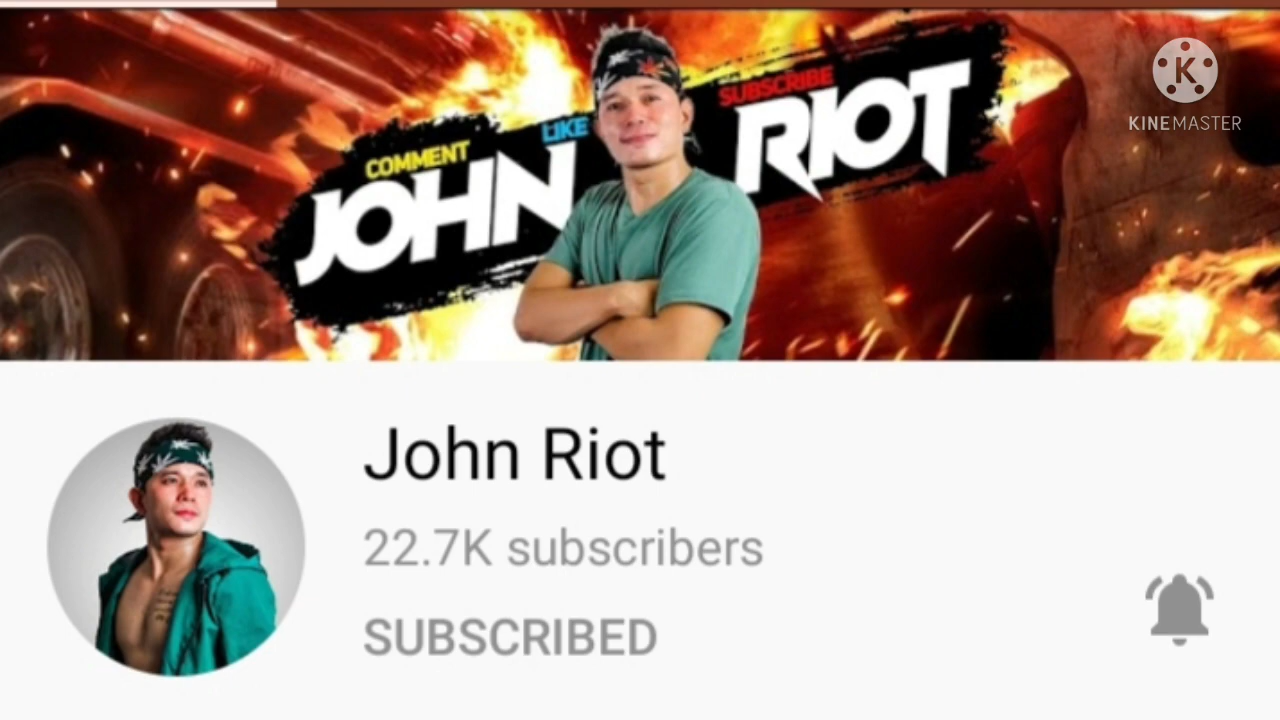 COMMENT
LIKE
SUBSCRIBE
JOHN RIOT
K
KINEMASTER
John Riot
22.7K subscribers
SUBSCRIBED